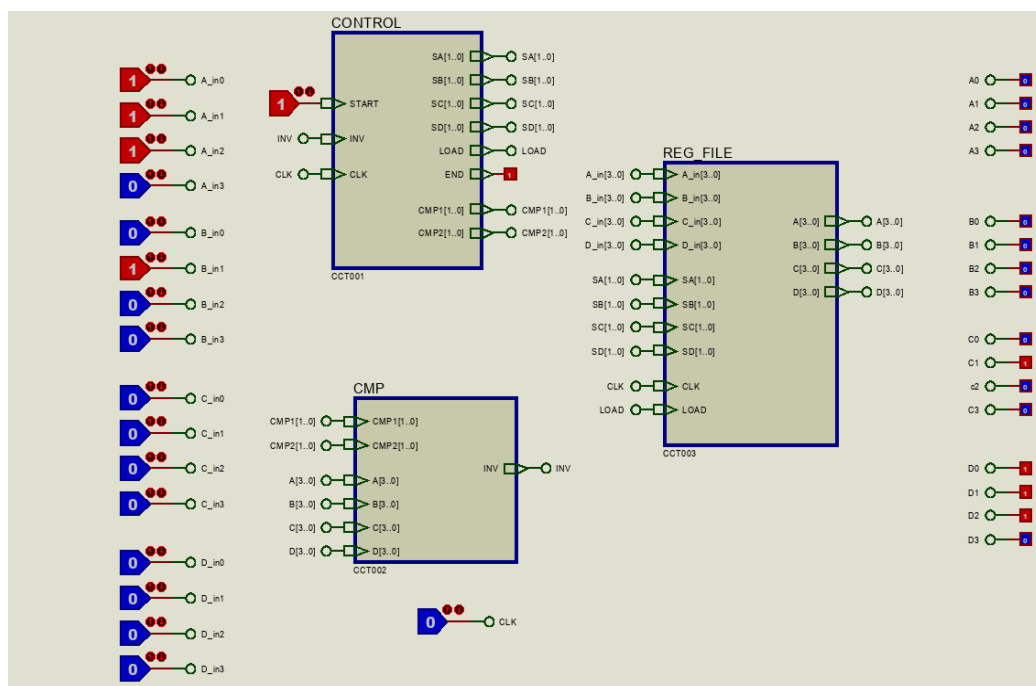 CONTROL
1 A_in0
1 A_in1
1 A_in2
0 A_in3
0 B_in0
1 B_in1
0 B_in2
0 B_in3
0 C_in0
0 C_in1
0 C_in2
0 C_in3
0 D_in0
0 D_in1
0 D_in2
0 D_in3
1 START
INV INV
CLK CLK
SA[1..0] SA[1..0]
SB[1..0] SB[1..0]
SC[1..0] SC[1..0]
SD[1..0] SD[1..0]
LOAD LOAD
END 1
CMP1[1..0] CMP1[1..0]
CMP2[1..0] CMP2[1..0]
CCT001
CMP
CMP1[1..0] CMP1[1..0]
CMP2[1..0] CMP2[1..0]
INV INV
A[3..0] A[3..0]
B[3..0] B[3..0]
C[3..0] C[3..0]
D[3..0] D[3..0]
CCT002
0 CLK
REG_FILE
A_in[3..0] A_in[3..0]
B_in[3..0] B_in[3..0]
C_in[3..0] C_in[3..0]
D_in[3..0] D_in[3..0]
A[3..0] A[3..0]
B[3..0] B[3..0]
C[3..0] C[3..0]
D[3..0] D[3..0]
SA[1..0] SA[1..0]
SB[1..0] SB[1..0]
SC[1..0] SC[1..0]
SD[1..0] SD[1..0]
CLK CLK
LOAD LOAD
CCT003
A0 0
A1 0
A2 0
A3 0
B0 0
B1 0
B2 0
B3 0
C0 0
C1 1
c2 0
C3 0
D0 1
D1 1
D2 1
D3 0